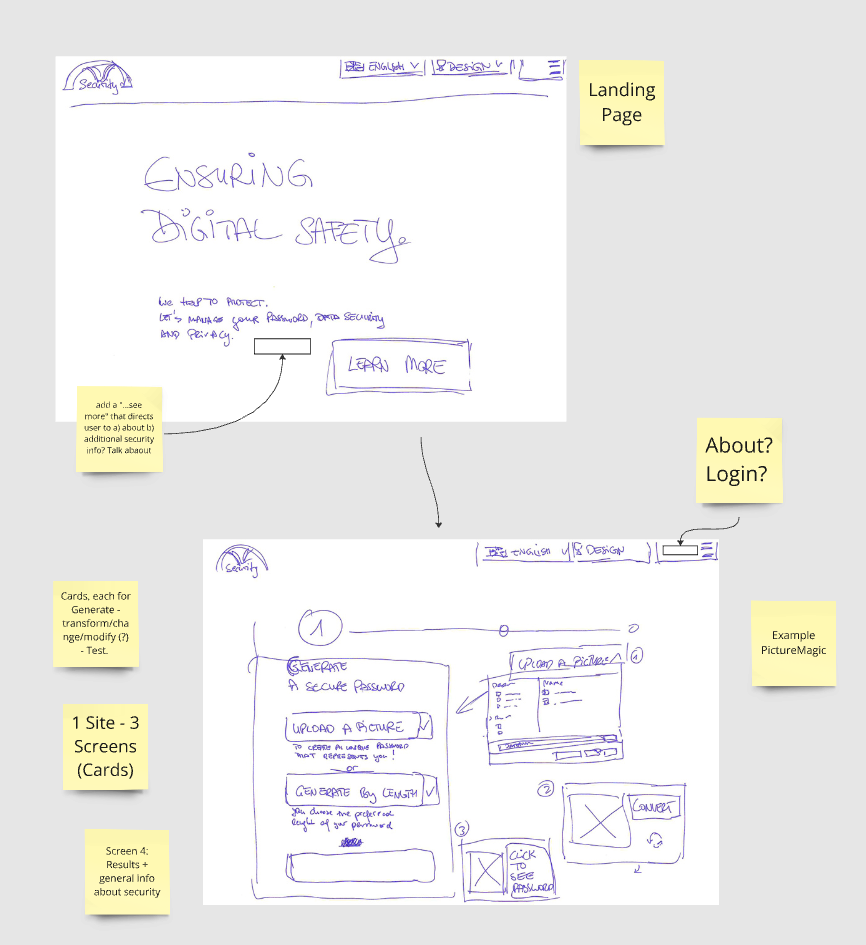 Security
ENGLISH
DESIGN
Landing
Page
ENSURING
DIGITAL SAFETY.
WE HELP TO PROTECT.
LET'S MANAGE YOUR PASSWORD, DATA SECURITY
AND PRIVACY.
LEARN MORE
add a "...see
more" that directs
user to a) about b)
additional security
info? Talk abaout
About?
Login?
Security
ENGLISH
DESIGN
Cards, each for
Generate -
transform/cha
nge/modify (?)
- Test.
1 Site - 3
Screens
(Cards)
Screen 4:
Results +
general info
about security
1
GENERATE
A SECURE PASSWORD
UPLOAD A PICTURE
TO CREATE AN UNIQUE PASSWORD
THAT REPRESENTS YOU!
or
GENERATE By LENGTH
you choose the preferred
lenght of your password
UPLOAD A PICTURE
1
Name
2
CONVERT
3
CLICK
TO
SEE
PASSWORD
Example
PictureMagic